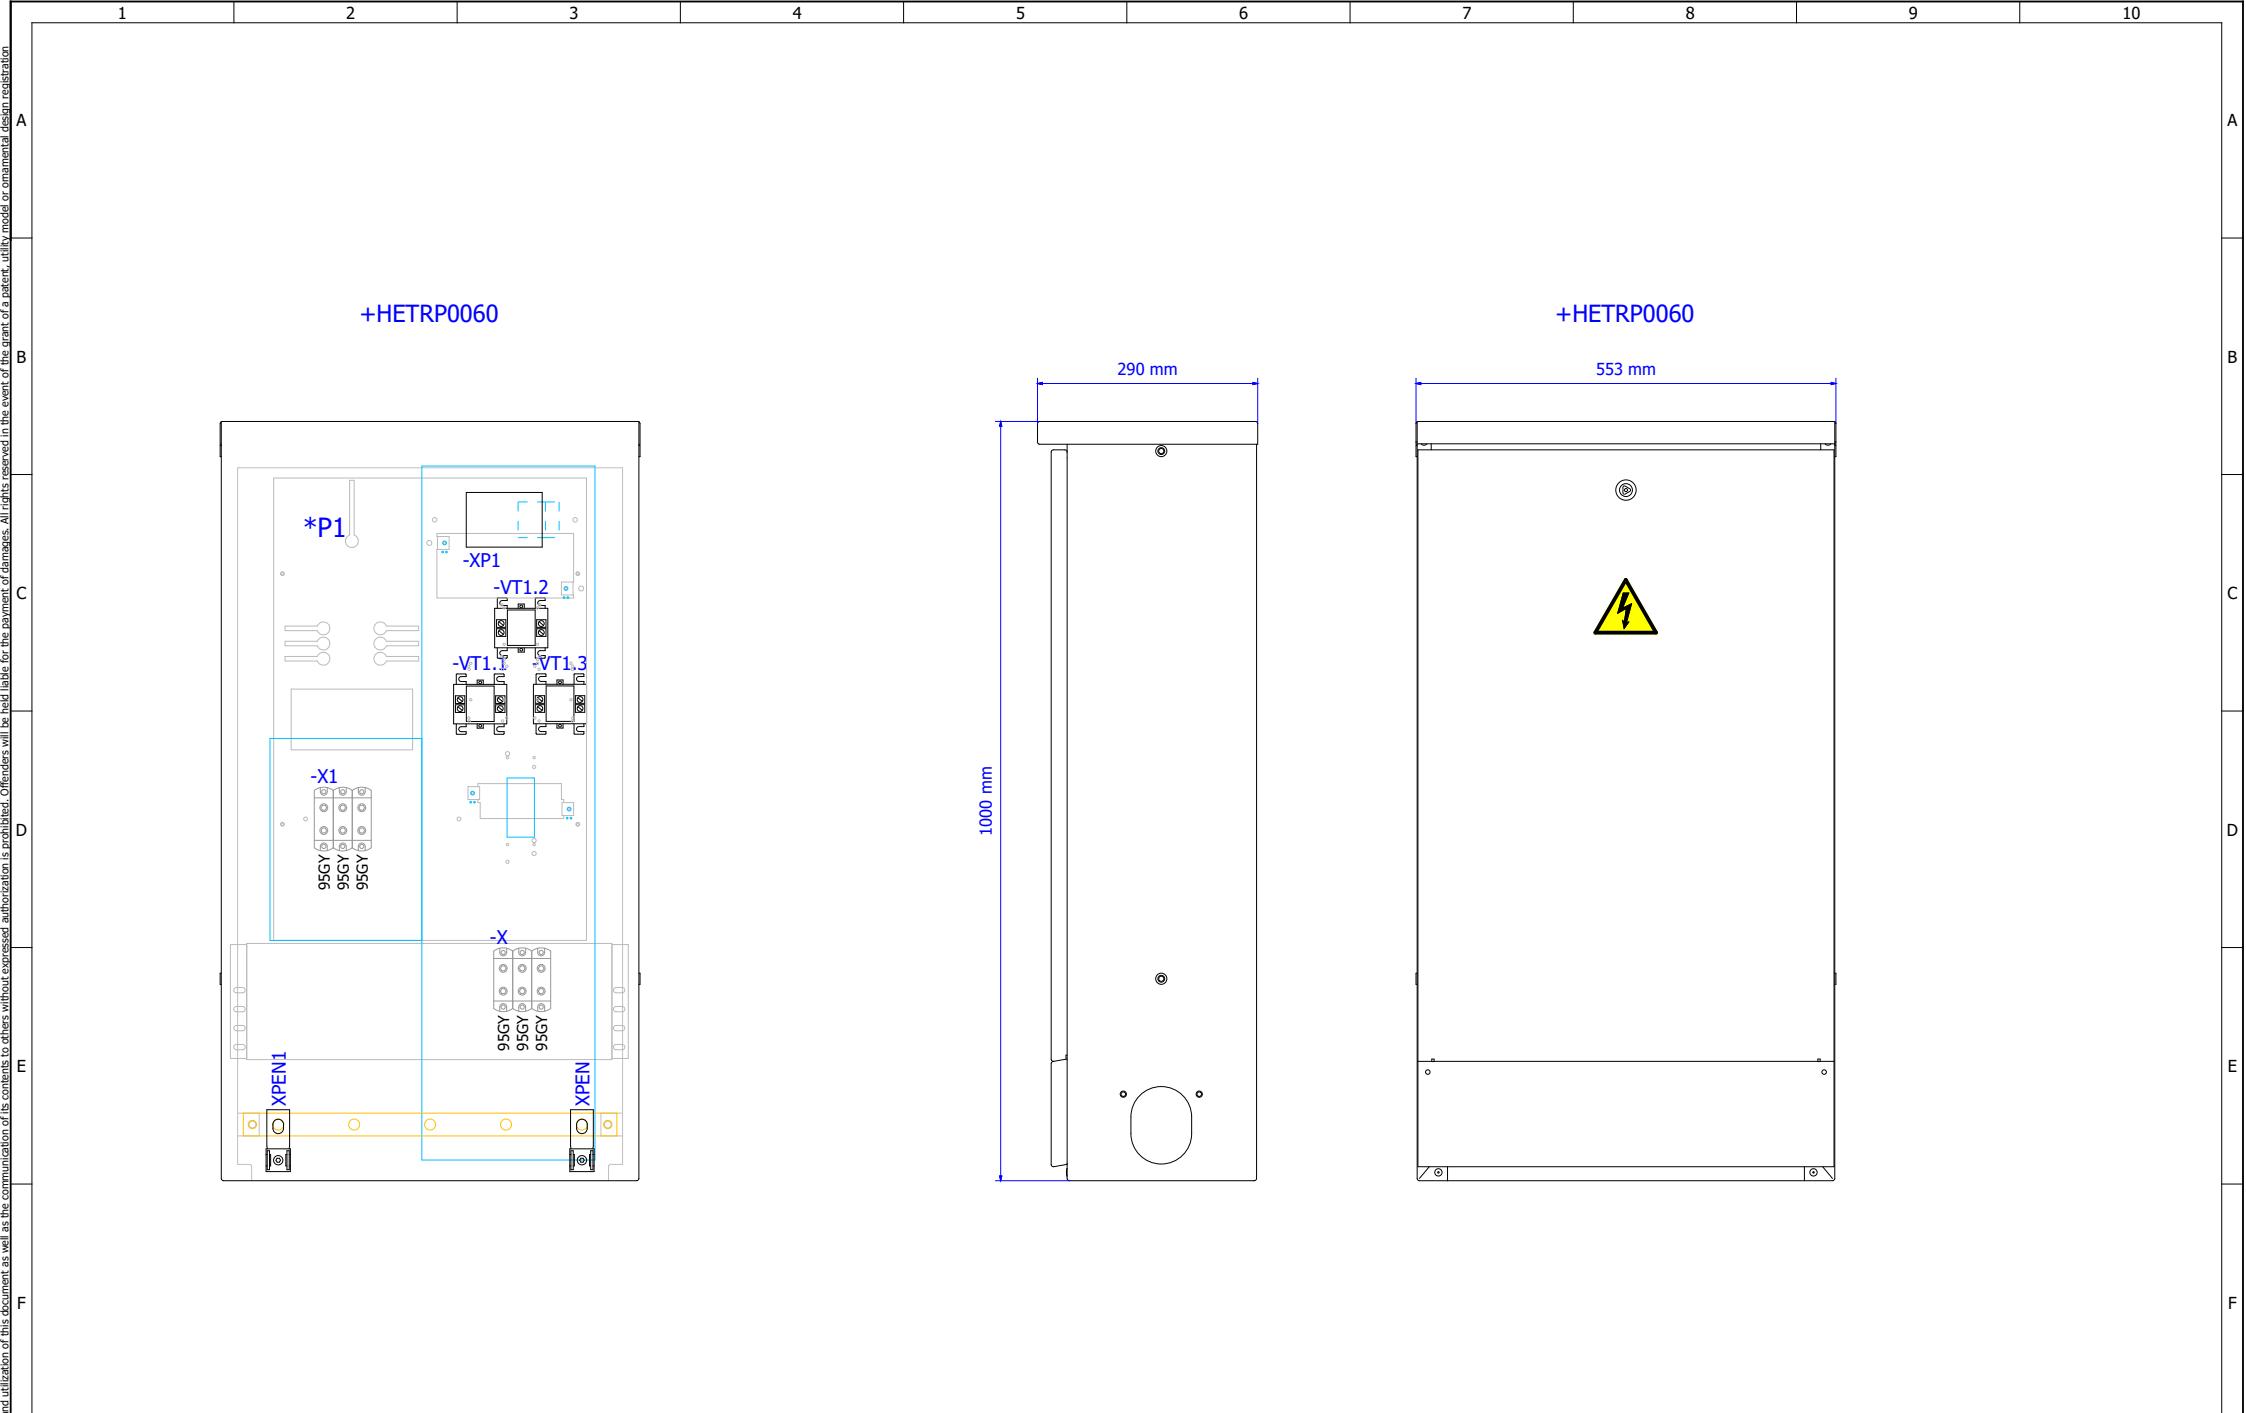 1 2 3 4 5 6 7 8 9 10
A A
B B
C C
D D
E E
F F
nd utilization of this document as well as the communication of its contents to others without expressed authorization is prohibited. Offenders will be held liable for the payment of damages. All rights reserved in the event of the grant of a patent, utility model or ornamental design registration
+HETRP0060
+HETRP0060
290 mm
553 mm
1000 mm
*P1
-XP1
-VT1.2
-VT1.1
-VT1.3
-X1
95GY
95GY
95GY
-X
95GY
95GY
95GY
XPEN1
XPEN